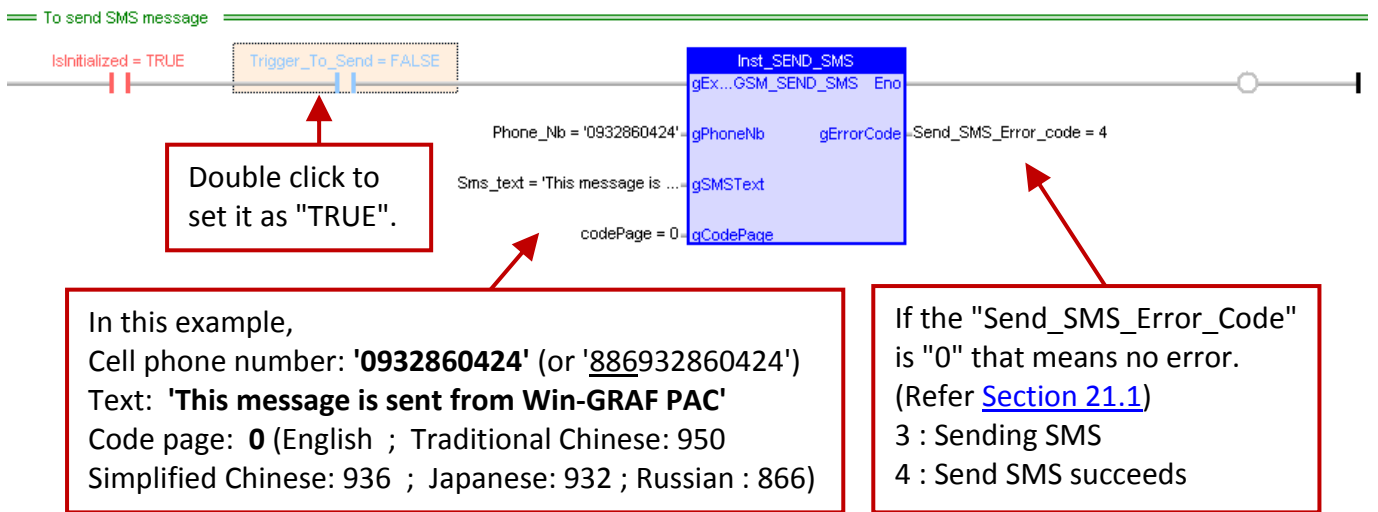 To send SMS message
IsInitialized = TRUE
Trigger_To_Send = FALSE
Inst_SEND_SMS
gEx...GSM_SEND_SMS Eno
Phone_Nb = '0932860424' gPhoneNb gErrorCode Send_SMS_Error_code = 4
Sms_text = 'This message is ... gSMSText
codePage = 0 gCodePage
Double click to
set it as "TRUE".
In this example,
Cell phone number: '0932860424' (or '886932860424')
Text: 'This message is sent from Win-GRAF PAC'
Code page: 0 (English ; Traditional Chinese: 950
Simplified Chinese: 936 ; Japanese: 932 ; Russian : 866)
If the "Send_SMS_Error_Code"
is "0" that means no error.
(Refer Section 21.1)
3 : Sending SMS
4 : Send SMS succeeds